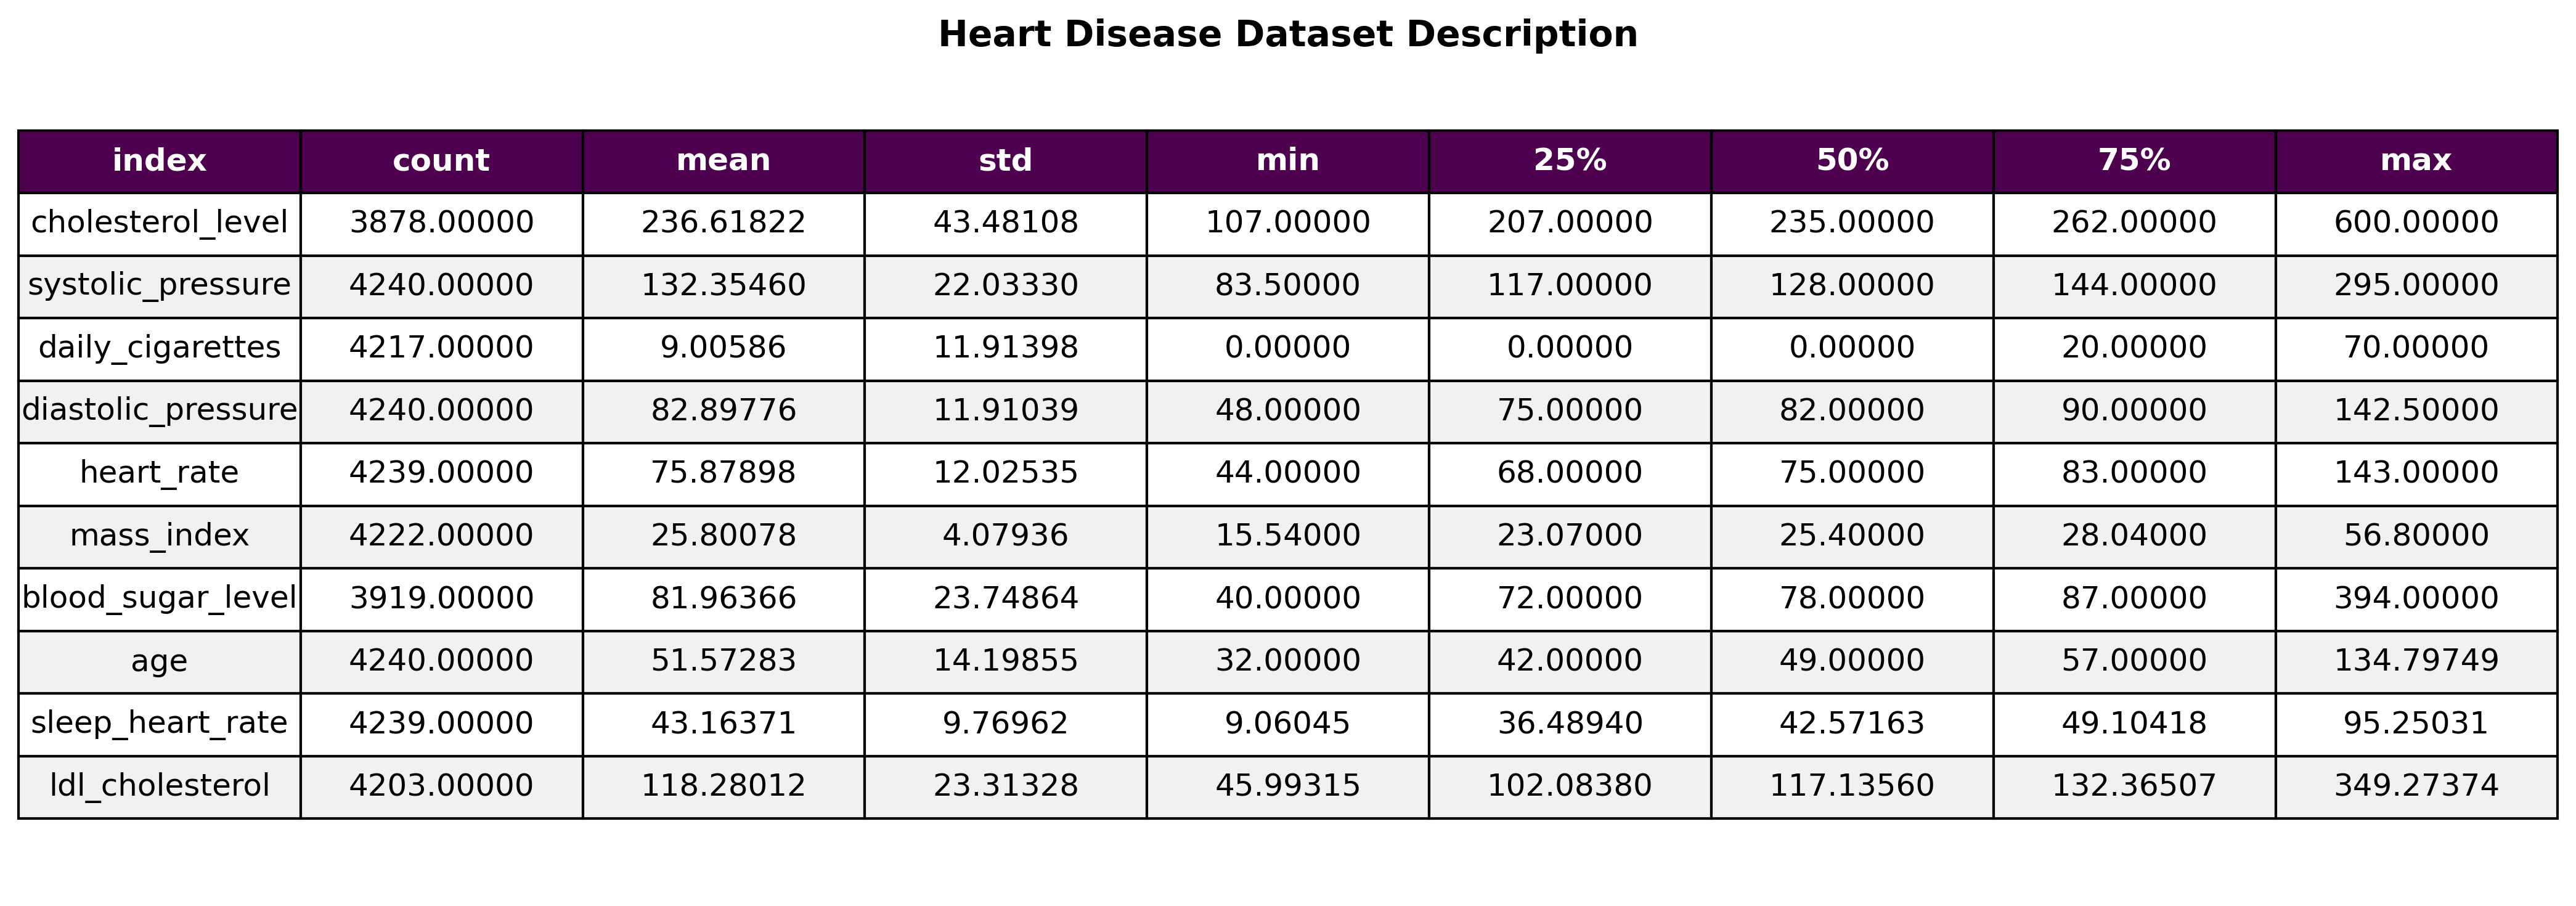 Heart Disease Dataset Description
index count mean std min 25% 50% 75% max
cholesterol_level 3878.00000 236.61822 43.48108 107.00000 207.00000 235.00000 262.00000 600.00000
systolic_pressure 4240.00000 132.35460 22.03330 83.50000 117.00000 128.00000 144.00000 295.00000
daily_cigarettes 4217.00000 9.00586 11.91398 0.00000 0.00000 0.00000 20.00000 70.00000
diastolic_pressure 4240.00000 82.89776 11.91039 48.00000 75.00000 82.00000 90.00000 142.50000
heart_rate 4239.00000 75.87898 12.02535 44.00000 68.00000 75.00000 83.00000 143.00000
mass_index 4222.00000 25.80078 4.07936 15.54000 23.07000 25.40000 28.04000 56.80000
blood_sugar_level 3919.00000 81.96366 23.74864 40.00000 72.00000 78.00000 87.00000 394.00000
age 4240.00000 51.57283 14.19855 32.00000 42.00000 49.00000 57.00000 134.79749
sleep_heart_rate 4239.00000 43.16371 9.76962 9.06045 36.48940 42.57163 49.10418 95.25031
ldl_cholesterol 4203.00000 118.28012 23.31328 45.99315 102.08380 117.13560 132.36507 349.27374